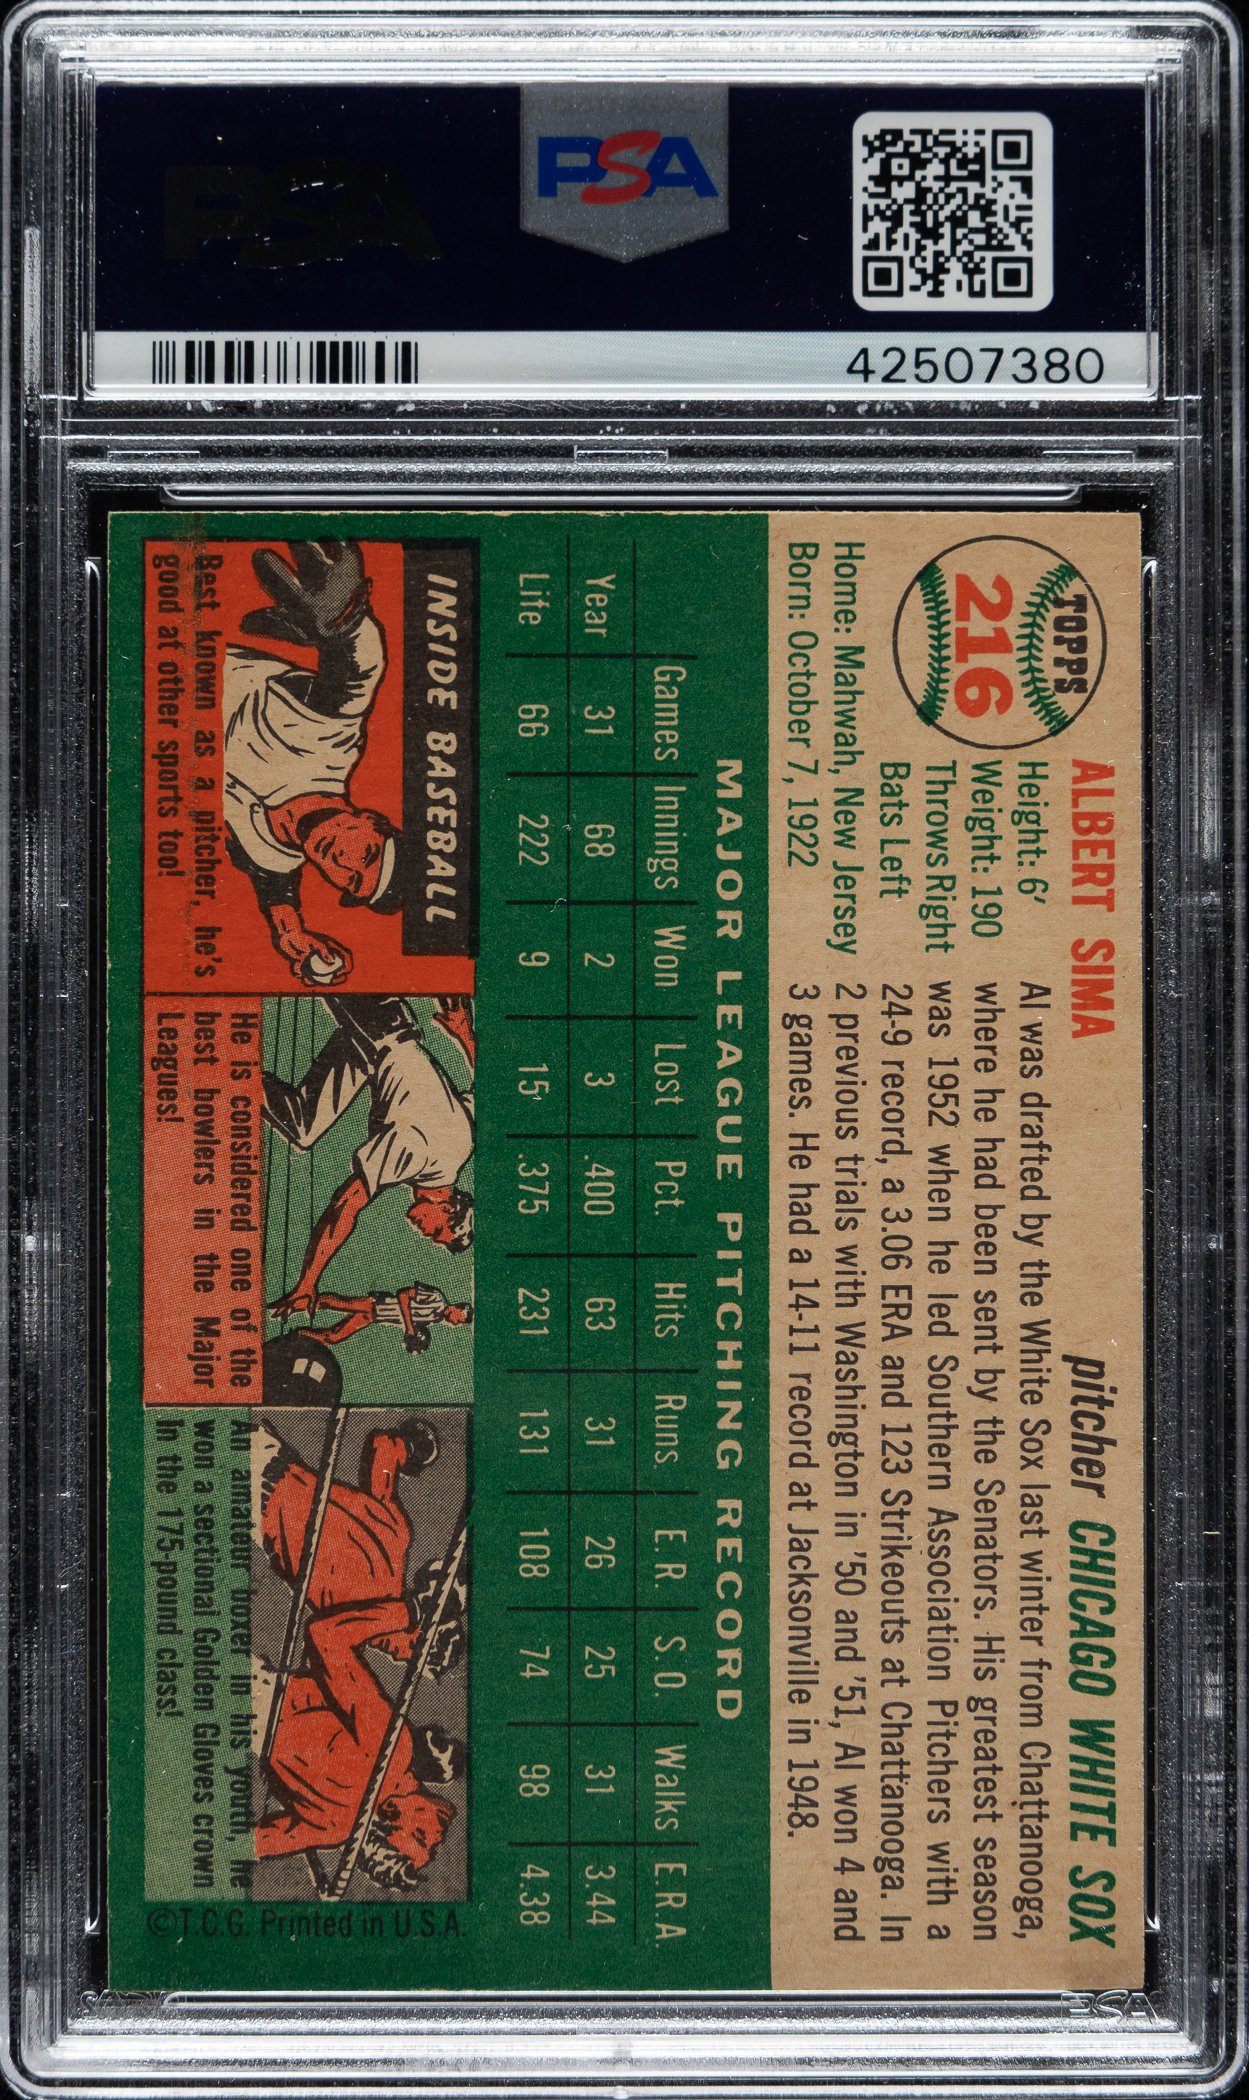 PSA
PSA
42507380
TOPPS
216
ALBERT SIMA
pitcher CHICAGO WHITE SOX
Height: 6'
Weight: 190
Throws Right
Bats Left
Home: Mahwah, New Jersey
Born: October 7, 1922
Al was drafted by the White Sox last winter from Chattanooga,
where he had been sent by the Senators. His greatest season
was 1952 when he led Southern Association Pitchers with a
24-9 record, a 3.06 ERA and 123 Strikeouts at Chattanooga. In
2 previous trials with Washington in '50 and '51, Al won 4 and
3 games. He had a 14-11 record at Jacksonville in 1948.
MAJOR LEAGUE PITCHING RECORD
Games Innings Won Lost Pct. Hits Runs. E.R. S.O. Walks E.R.A.
Year 31 68 2 3 .400 63 31 26 25 31 3.44
Life 66 222 9 15 .375 231 131 108 74 98 4.38
INSIDE BASEBALL
Best known as a pitcher, he's
good at other sports too!
He is considered one of the
best bowlers in the Major
Leagues!
An amateur boxer in his youth, he
won a sectional Golden Gloves crown
In the 175-pound class!
©T.C.G. Printed in U.S.A.
PSA
PSA